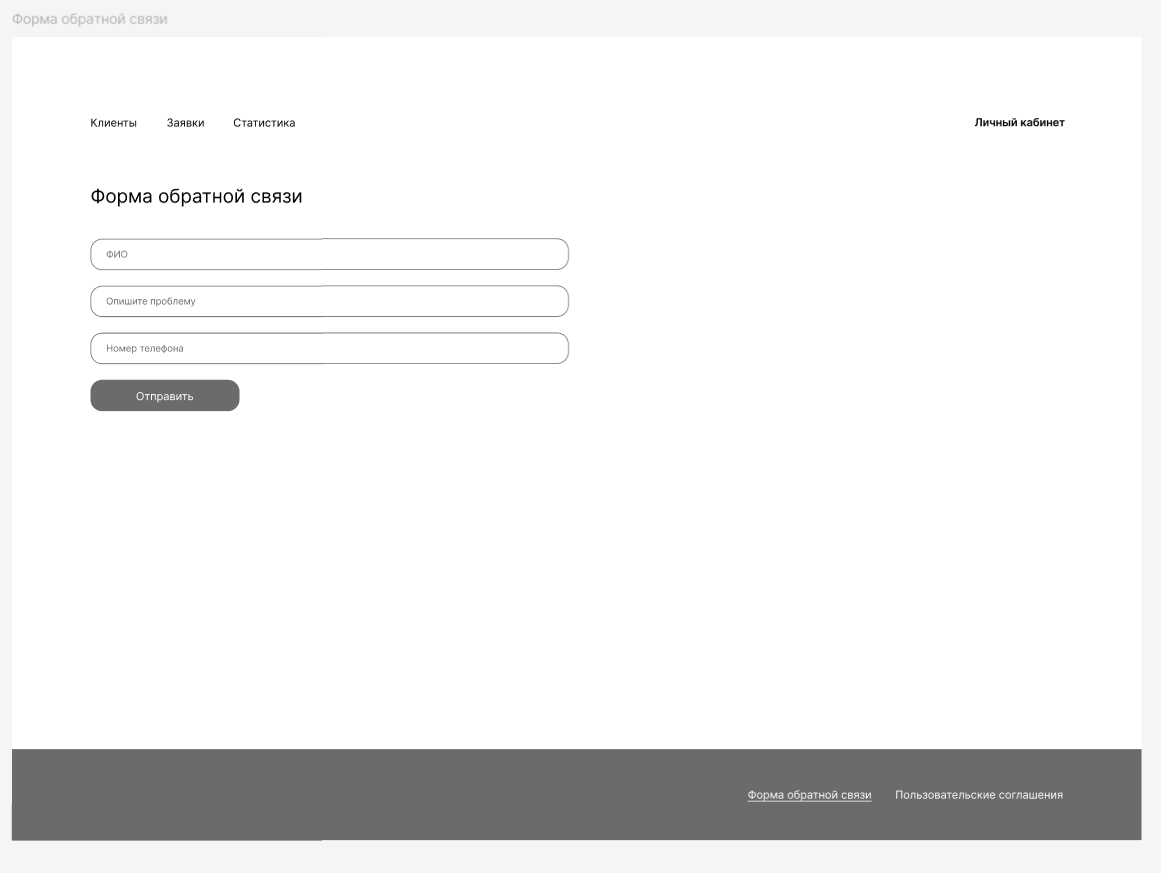 Форма обратной связи
Клиенты Заявки Статистика Личный кабинет
Форма обратной связи
ФИО
Опишите проблему
Номер телефона
Отправить
Форма обратной связи Пользовательские соглашения